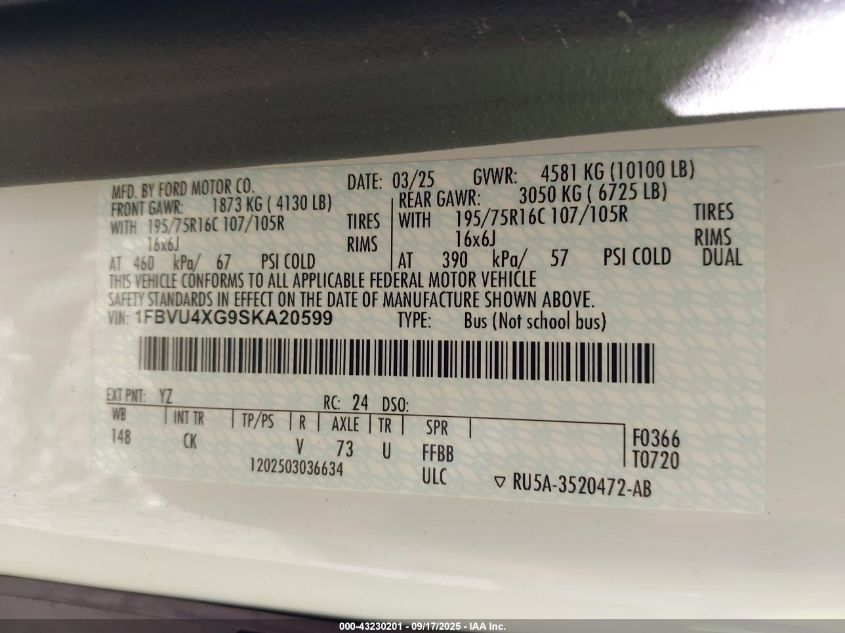 MFD. BY FORD MOTOR CO. DATE: 03/25 GVWR: 4581 KG (10100 LB)
FRONT GAWR: 1873 KG ( 4130 LB) REAR GAWR: 3050 KG ( 6725 LB)
WITH 195/75R16C 107/105R TIRES WITH 195/75R16C 107/105R TIRES
16x6J RIMS 16x6J RIMS
AT 460 kPa/ 67 PSI COLD AT 390 kPa/ 57 PSI COLD DUAL
THIS VEHICLE CONFORMS TO ALL APPLICABLE FEDERAL MOTOR VEHICLE
SAFETY STANDARDS IN EFFECT ON THE DATE OF MANUFACTURE SHOWN ABOVE.
VIN: 1FBVU4XG9SKA20599 TYPE: Bus (Not school bus)
EXT PNT: YZ RC: 24 DSO:
WB INT TR TP/PS R AXLE TR SPR
148 CK V 73 U FFBB F0366
T0720
1202503036634 ULC ▽ RU5A-3520472-AB
000-43230201 - 09/17/2025 - IAA Inc.